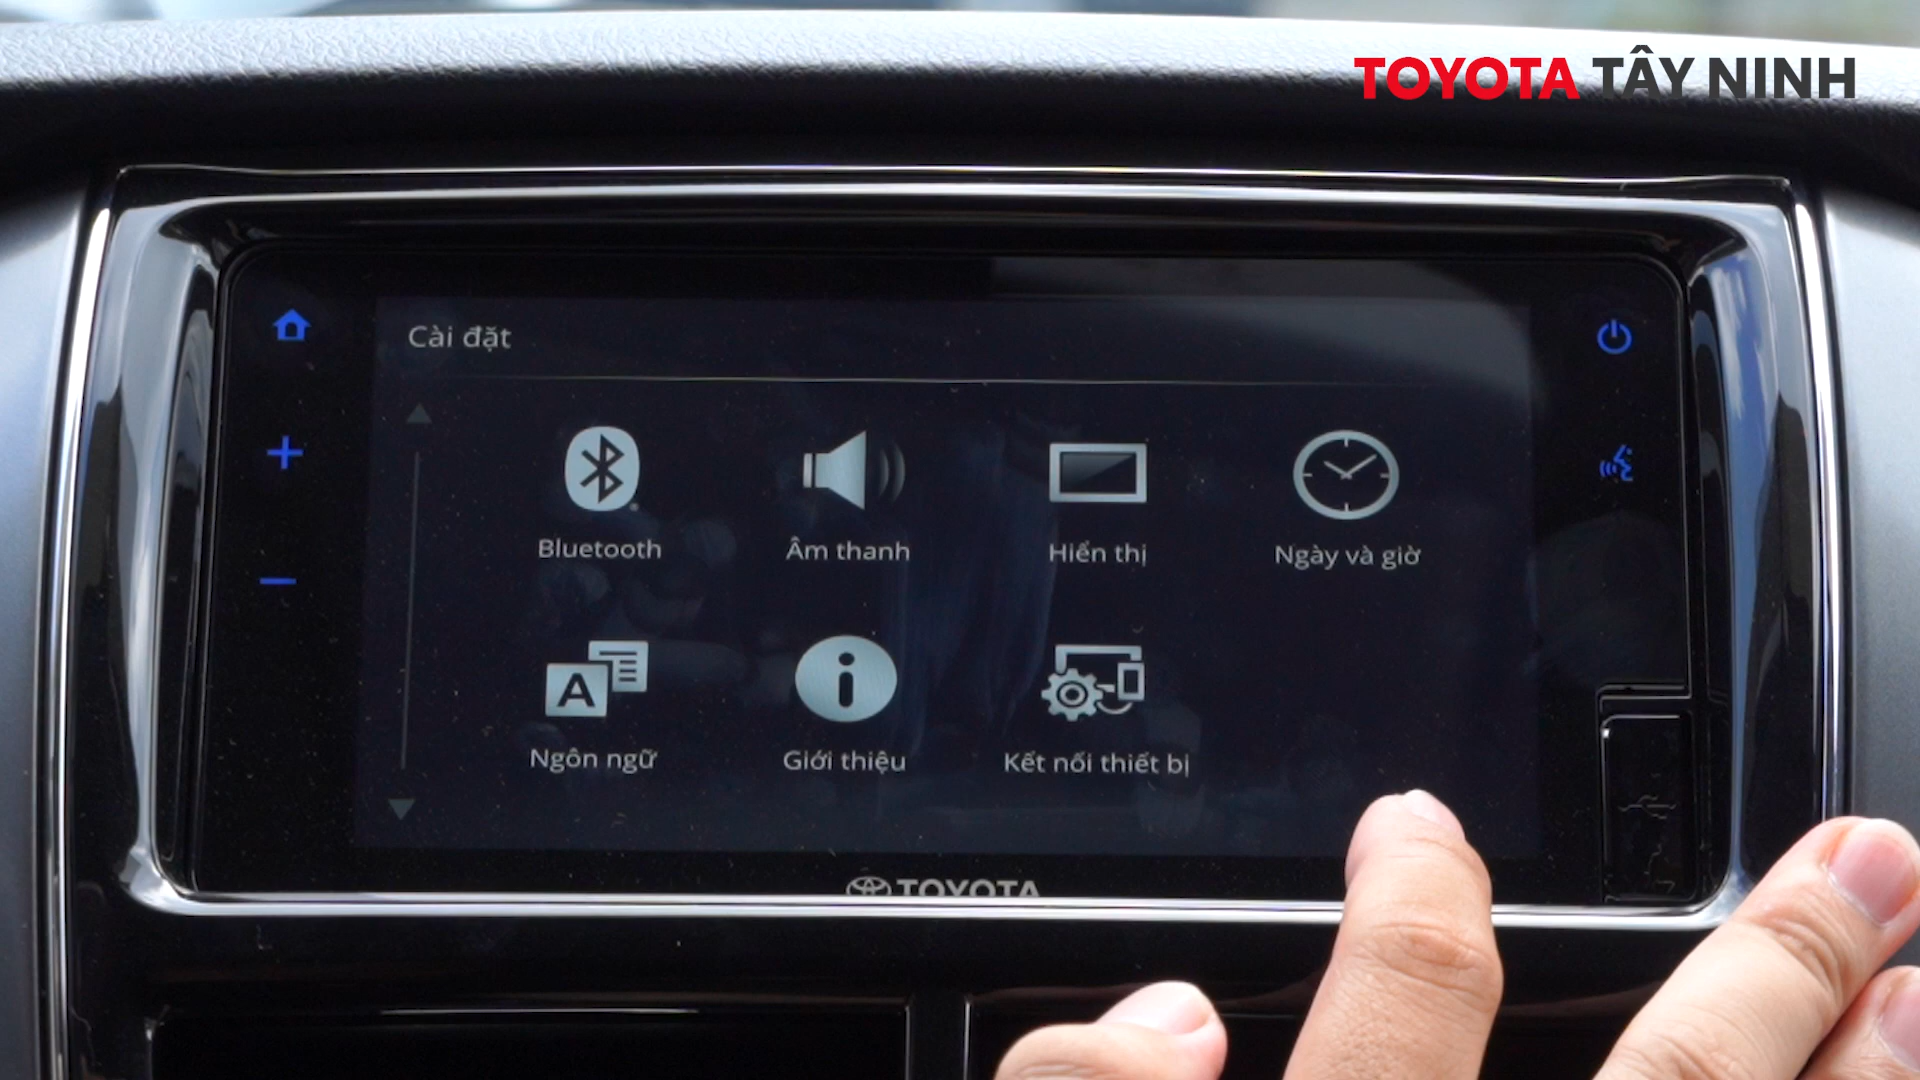 TOYOTA TÂY NINH
Cài đặt
Bluetooth
Âm thanh
Hiển thị
Ngày và giờ
A
Ngôn ngữ
Giới thiệu
Kết nối thiết bị
TOYOTA